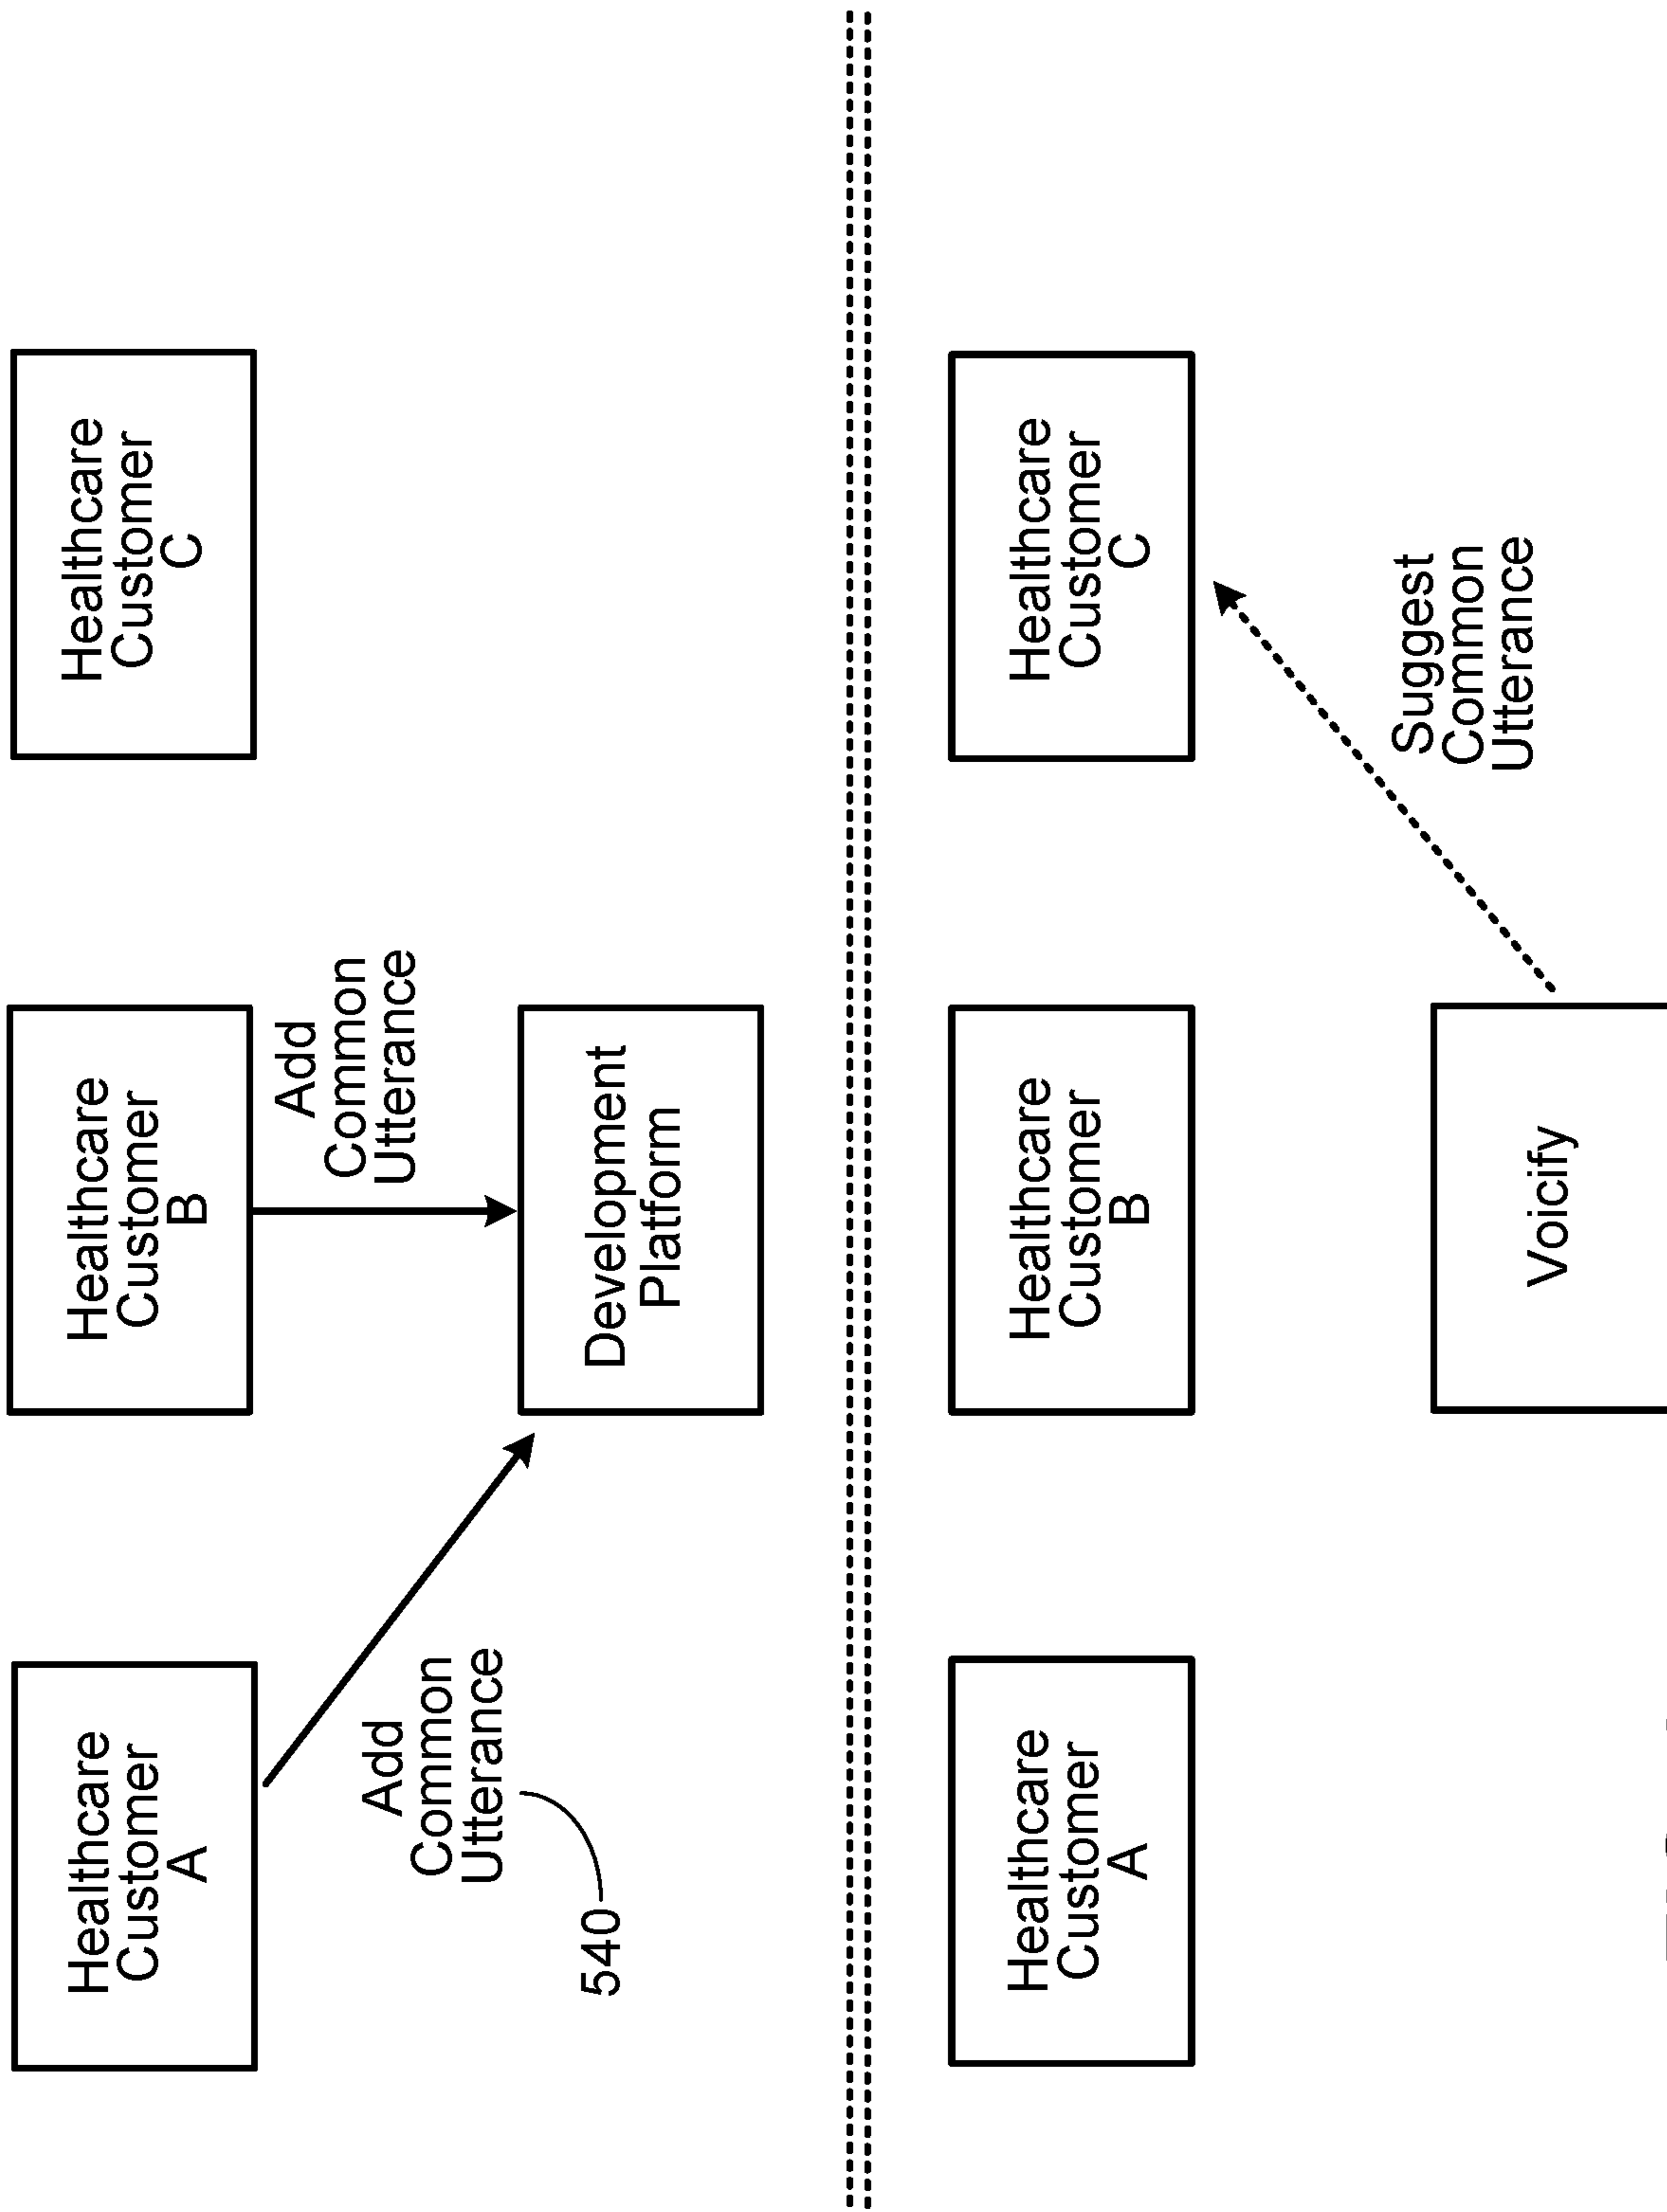 Healthcare
Customer
A
Healthcare
Customer
B
Healthcare
Customer
C
Add
Common
Utterance
540
Add
Common
Utterance
Development
Platform
Healthcare
Customer
A
Healthcare
Customer
B
Healthcare
Customer
C
Suggest
Common
Utterance
Voicify